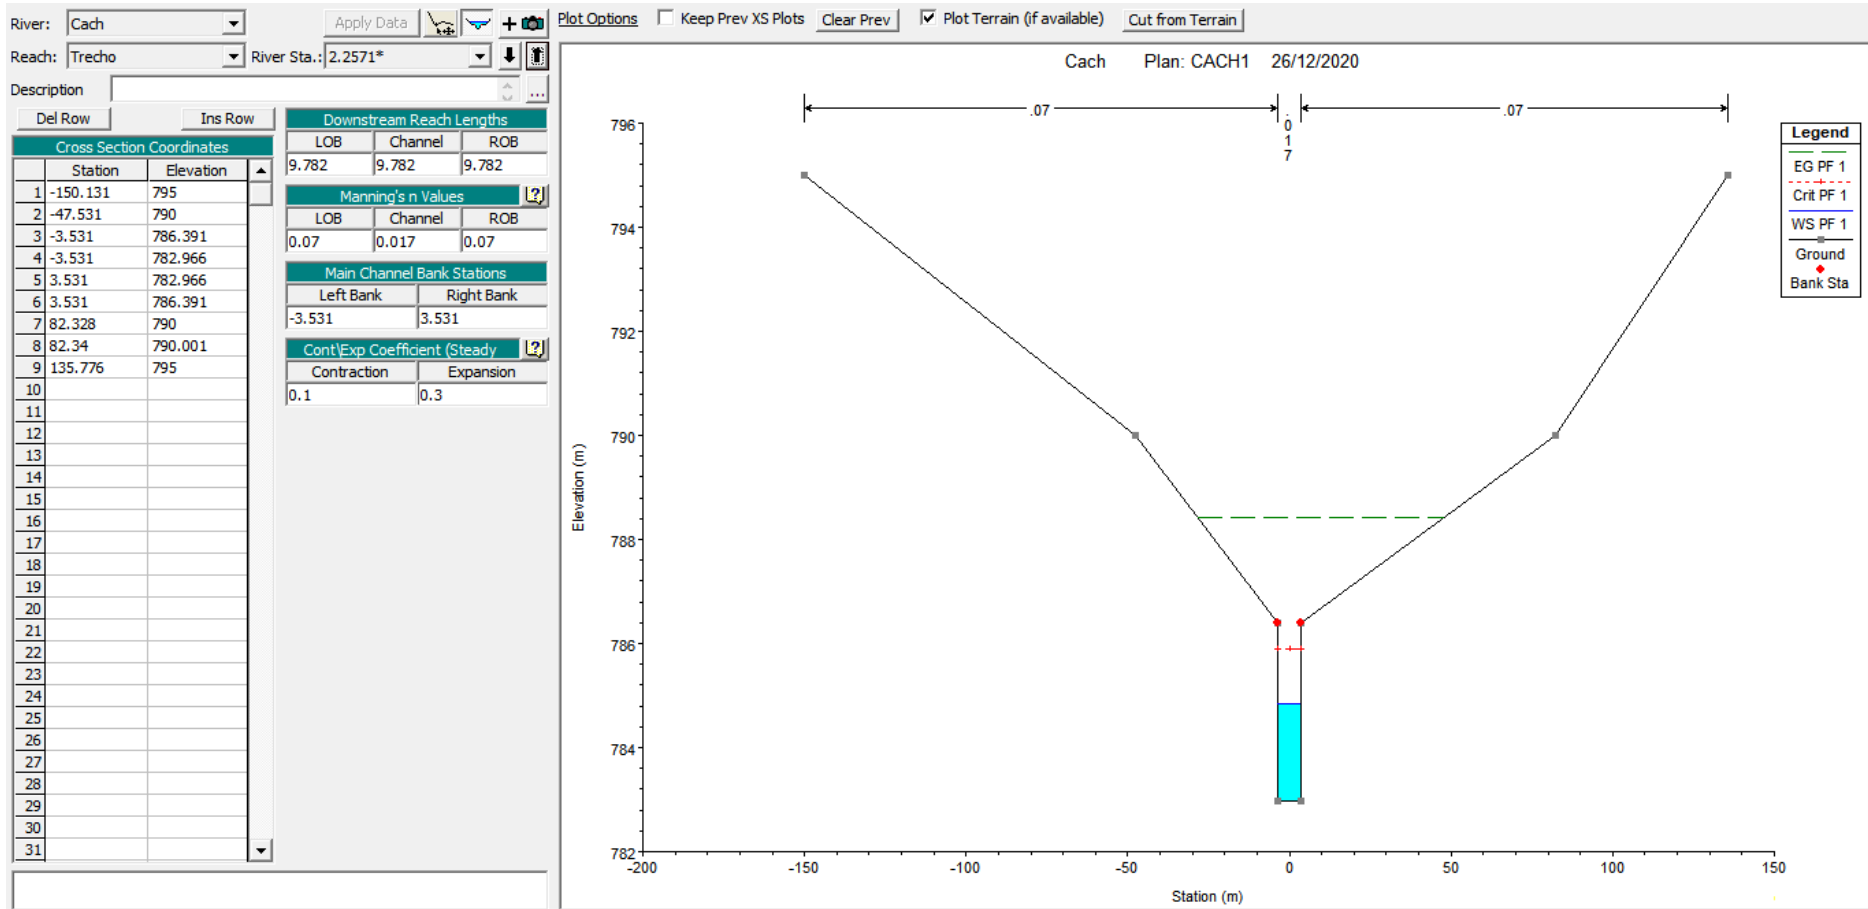 River: Cach Apply Data
Reach: Trecho River Sta.: 2.2571*
Description ...
Del Row Ins Row
Cross Section Coordinates
Station Elevation
1 -150.131 795
2 -47.531 790
3 -3.531 786.391
4 -3.531 782.966
5 3.531 782.966
6 3.531 786.391
7 82.328 790
8 82.34 790.001
9 135.776 795
10
11
12
13
14
15
16
17
18
19
20
21
22
23
24
25
26
27
28
29
30
31
Downstream Reach Lengths
LOB Channel ROB
9.782 9.782 9.782
Manning's n Values
LOB Channel ROB
0.07 0.017 0.07
Main Channel Bank Stations
Left Bank Right Bank
-3.531 3.531
Cont\Exp Coefficient (Steady
Contraction Expansion
0.1 0.3
Plot Options Keep Prev XS Plots Clear Prev Plot Terrain (if available) Cut from Terrain
Cach Plan: CACH1 26/12/2020
.07 .017 .07
796
794
792
790
788
786
784
782
Elevation (m)
-200 -150 -100 -50 0 50 100 150
Station (m)
Legend
EG PF 1
Crit PF 1
WS PF 1
Ground
Bank Sta